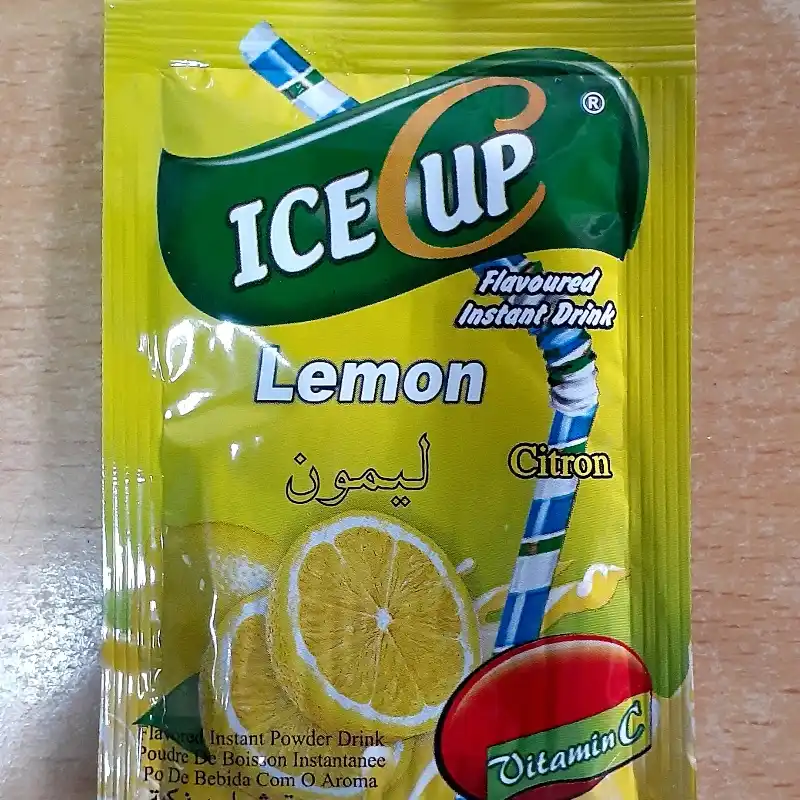 ICE CUP ®
Flavoured
Instant Drink
Lemon
ليمون
Citron
Vitamin C
Flavored Instant Powder Drink
Poudre De Boisson Instantanee
Po De Bebida Com O Aroma